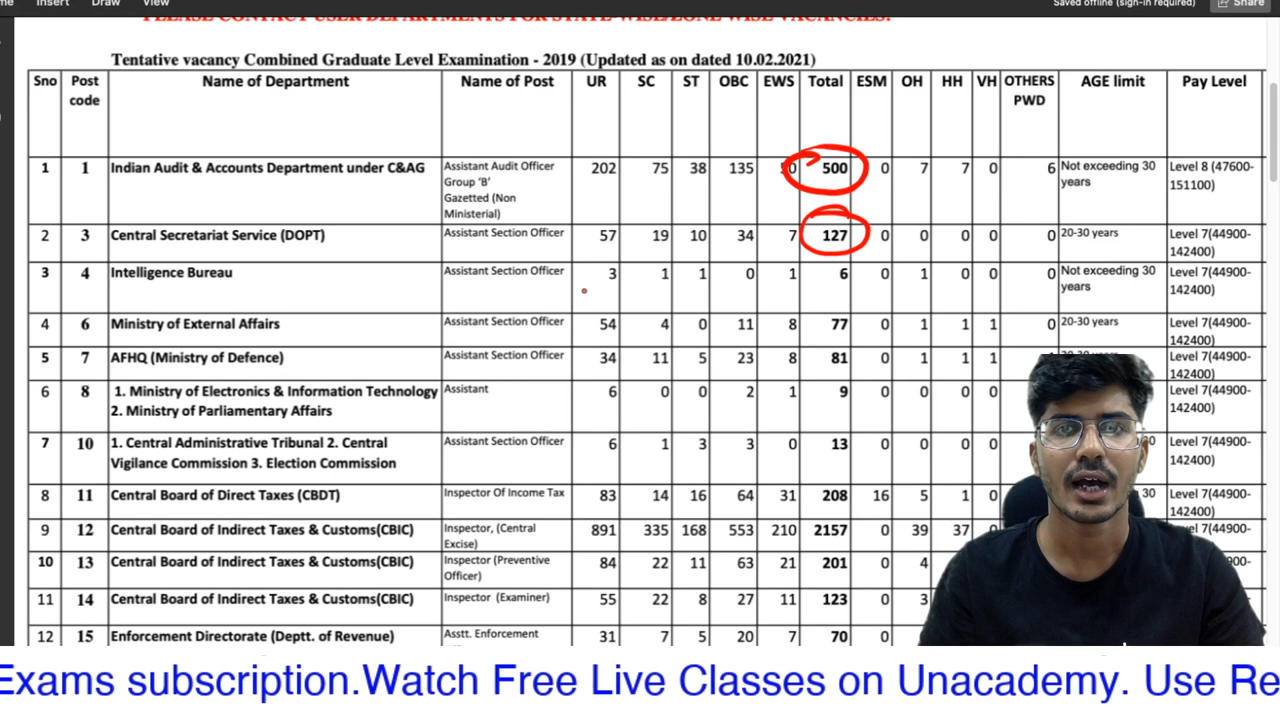 me Insert Draw View Saved offline (sign-in required) Share
PLEASE CONTACT USER DEPARTMENTS FOR STATE WISE/ZONE WISE VACANCIES.
Tentative vacancy Combined Graduate Level Examination - 2019 (Updated as on dated 10.02.2021)
Sno Post code Name of Department Name of Post UR SC ST OBC EWS Total ESM OH HH VH OTHERS PWD AGE limit Pay Level
1 1 Indian Audit & Accounts Department under C&AG Assistant Audit Officer Group 'B' Gazetted (Non Ministerial) 202 75 38 135 500 0 7 7 0 6 Not exceeding 30 years Level 8 (47600-151100)
2 3 Central Secretariat Service (DOPT) Assistant Section Officer 57 19 10 34 7 127 0 0 0 0 0 20-30 years Level 7(44900-142400)
3 4 Intelligence Bureau Assistant Section Officer 3 1 1 0 1 6 0 1 0 0 0 Not exceeding 30 years Level 7(44900-142400)
4 6 Ministry of External Affairs Assistant Section Officer 54 4 0 11 8 77 0 1 1 1 0 20-30 years Level 7(44900-142400)
5 7 AFHQ (Ministry of Defence) Assistant Section Officer 34 11 5 23 8 81 0 1 1 1 Level 7(44900-142400)
6 8 1. Ministry of Electronics & Information Technology 2. Ministry of Parliamentary Affairs Assistant 6 0 0 2 1 9 0 0 0 0 Level 7(44900-142400)
7 10 1. Central Administrative Tribunal 2. Central Vigilance Commission 3. Election Commission Assistant Section Officer 6 1 3 3 0 13 0 0 0 0 Level 7(44900-142400)
8 11 Central Board of Direct Taxes (CBDT) Inspector Of Income Tax 83 14 16 64 31 208 16 5 1 0 30 Level 7(44900-142400)
9 12 Central Board of Indirect Taxes & Customs(CBIC) Inspector, (Central Excise) 891 335 168 553 210 2157 0 39 37 7(44900-
10 13 Central Board of Indirect Taxes & Customs(CBIC) Inspector (Preventive Officer) 84 22 11 63 21 201 0 4
11 14 Central Board of Indirect Taxes & Customs(CBIC) Inspector (Examiner) 55 22 8 27 11 123 0 3
12 15 Enforcement Directorate (Deptt. of Revenue) Asstt. Enforcement 31 7 5 20 7 70 0
Exams subscription.Watch Free Live Classes on Unacademy. Use Re